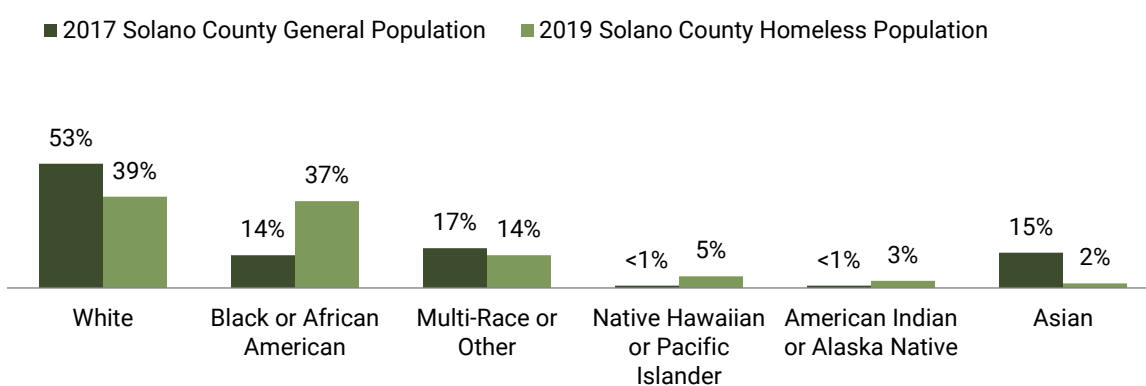 2017 Solano County General Population 2019 Solano County Homeless Population
53%
39%
14%
37%
17%
14%
<1%
5%
<1%
3%
15%
2%
White
Black or African
American
Multi-Race or
Other
Native Hawaiian
or Pacific
Islander
American Indian
or Alaska Native
Asian